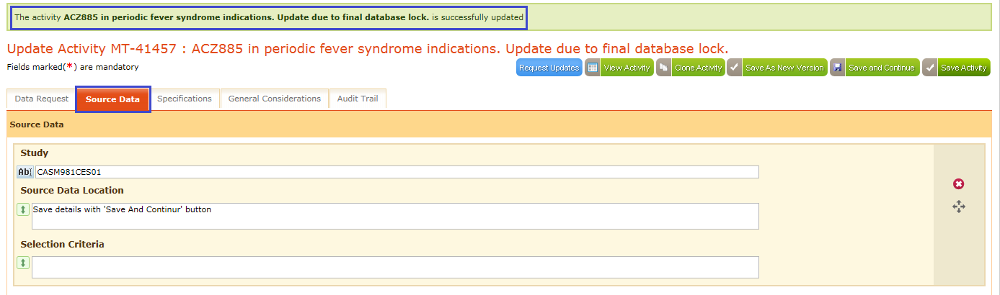 The activity ACZ885 in periodic fever syndrome indications. Update due to final database lock. is successfully updated
Update Activity MT-41457 : ACZ885 in periodic fever syndrome indications. Update due to final database lock.
Fields marked(*) are mandatory
Request Updates View Activity Clone Activity Save As New Version Save and Continue Save Activity
Data Request Source Data Specifications General Considerations Audit Trail
Source Data
Study
Ab CASM981CES01
Source Data Location
Save details with 'Save And Continur' button
Selection Criteria